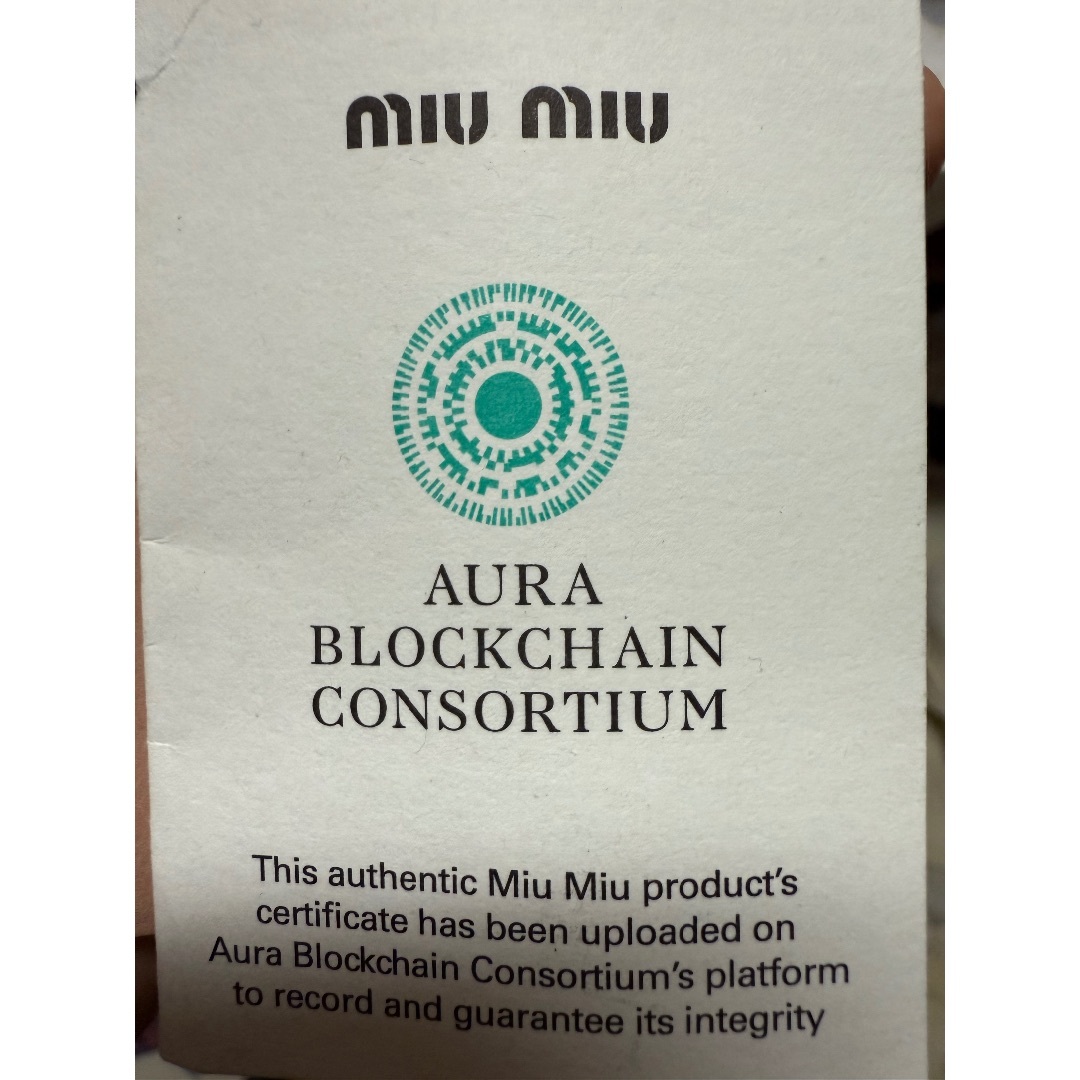 miu miu
AURA
BLOCKCHAIN
CONSORTIUM
This authentic Miu Miu product's
certificate has been uploaded on
Aura Blockchain Consortium's platform
to record and guarantee its integrity